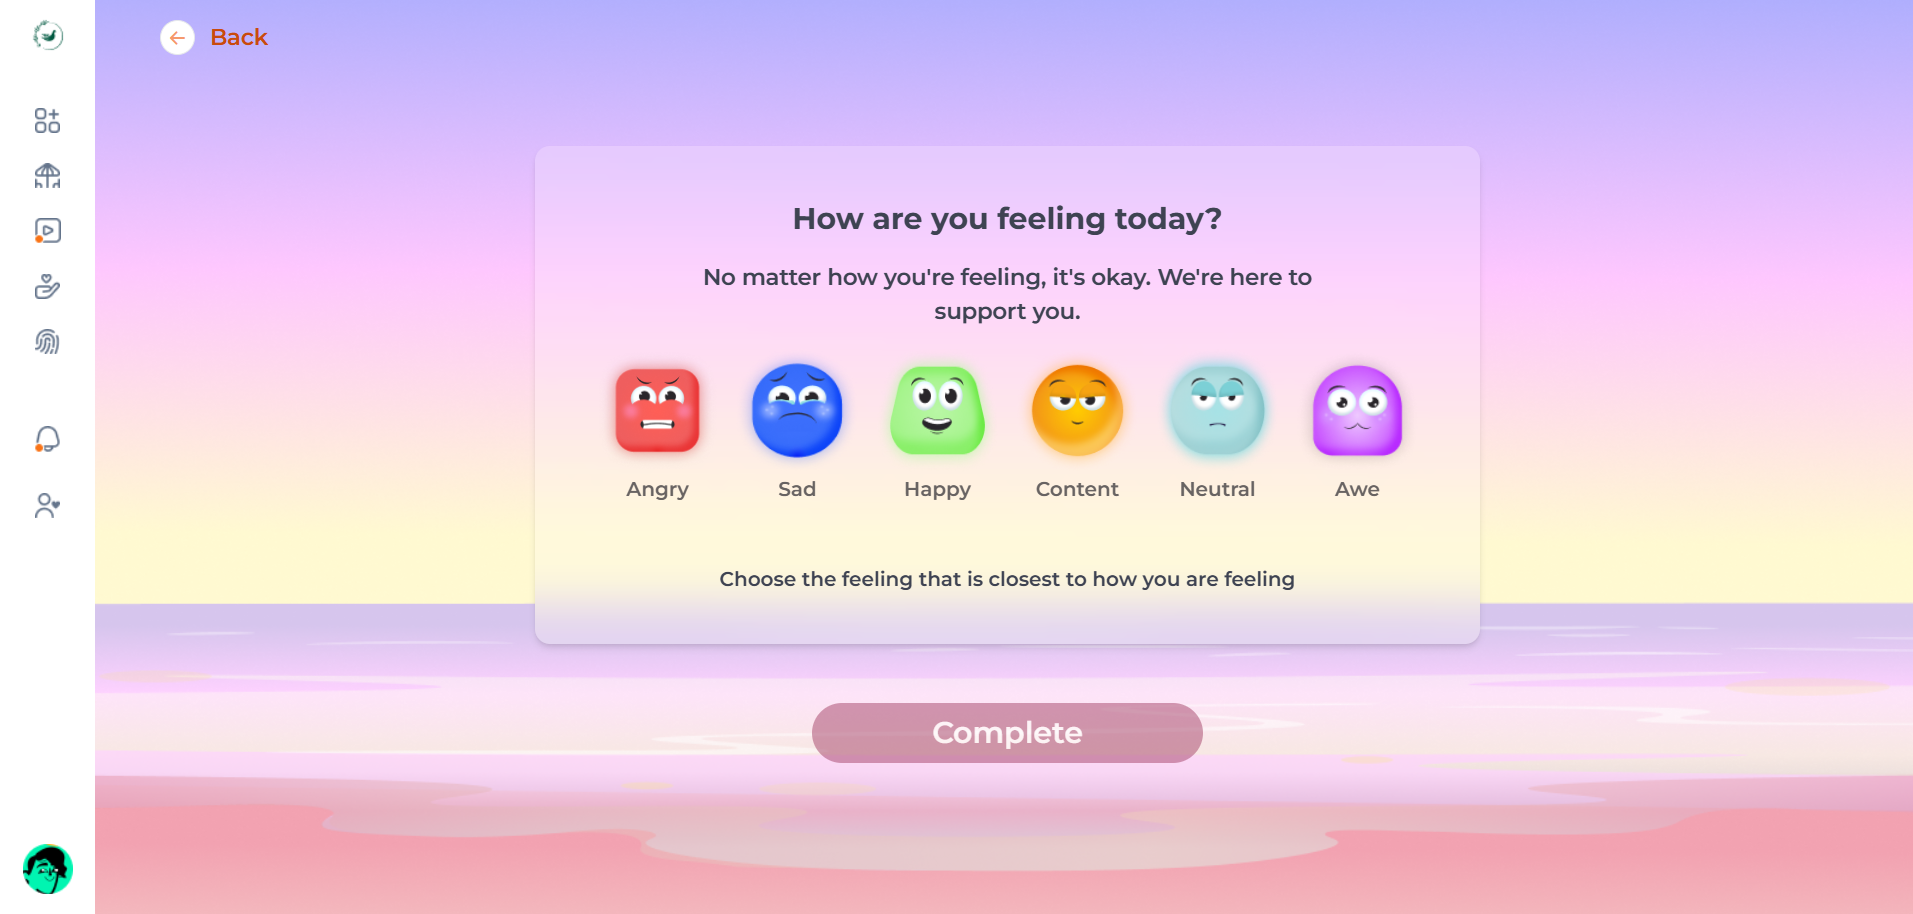 Back
How are you feeling today?
No matter how you're feeling, it's okay. We're here to
support you.
Angry
Sad
Happy
Content
Neutral
Awe
Choose the feeling that is closest to how you are feeling
Complete